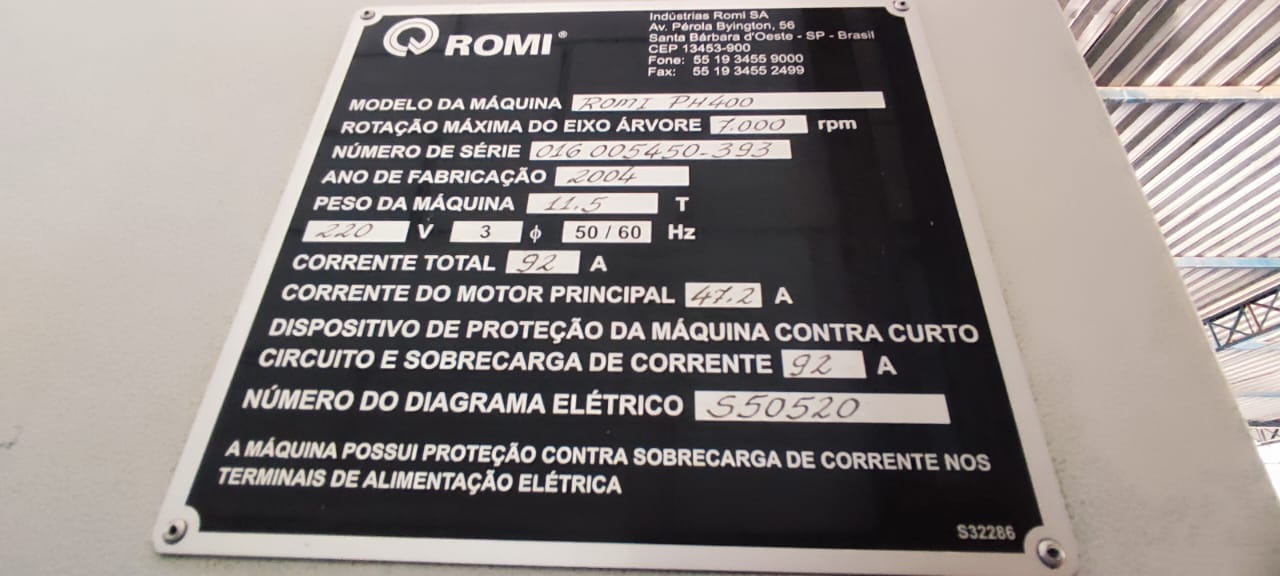 ROMI®
Indústrias Romi SA
Av. Pérola Byington, 56
Santa Bárbara d'Oeste - SP - Brasil
CEP 13453-900
Fone: 55 19 3455 9000
Fax: 55 19 3455 2499
MODELO DA MÁQUINA ROMI PH400
ROTAÇÃO MÁXIMA DO EIXO ÁRVORE 7.000 rpm
NÚMERO DE SÉRIE 016 005450-393
ANO DE FABRICAÇÃO 2004
PESO DA MÁQUINA 11.5 T
220 V 3 ϕ 50 / 60 Hz
CORRENTE TOTAL 92 A
CORRENTE DO MOTOR PRINCIPAL 47.2 A
DISPOSITIVO DE PROTEÇÃO DA MÁQUINA CONTRA CURTO
CIRCUITO E SOBRECARGA DE CORRENTE 92 A
NÚMERO DO DIAGRAMA ELÉTRICO S50520
A MÁQUINA POSSUI PROTEÇÃO CONTRA SOBRECARGA DE CORRENTE NOS
TERMINAIS DE ALIMENTAÇÃO ELÉTRICA
S32286